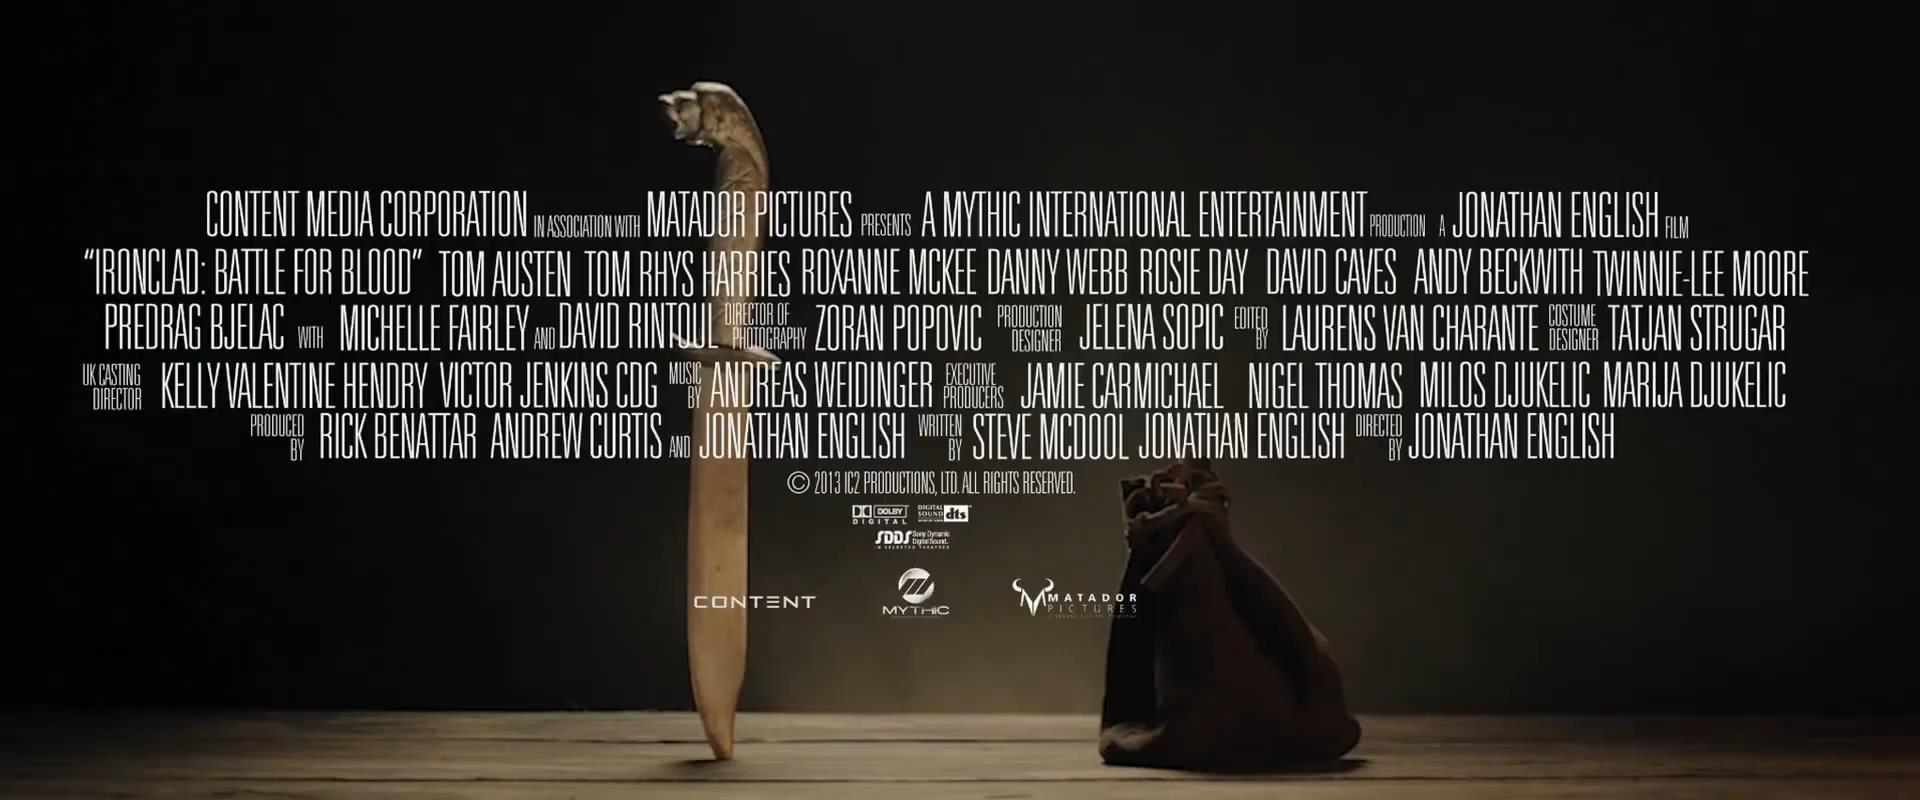 CONTENT MEDIA CORPORATION IN ASSOCIATION WITH MATADOR PICTURES PRESENTS A MYTHIC INTERNATIONAL ENTERTAINMENT PRODUCTION A JONATHAN ENGLISH FILM
“IRONCLAD: BATTLE FOR BLOOD” TOM AUSTEN TOM RHYS HARRIES ROXANNE MCKEE DANNY WEBB ROSIE DAY DAVID CAVES ANDY BECKWITH TWINNIE-LEE MOORE
PREDRAG BJELAC WITH MICHELLE FAIRLEY AND DAVID RINTOUL DIRECTOR OF PHOTOGRAPHY ZORAN POPOVIC PRODUCTION DESIGNER JELENA SOPIC EDITED BY LAURENS VAN CHARANTE COSTUME DESIGNER TATJAN STRUGAR
UK CASTING DIRECTOR KELLY VALENTINE HENDRY VICTOR JENKINS CDG MUSIC BY ANDREAS WEIDINGER EXECUTIVE PRODUCERS JAMIE CARMICHAEL NIGEL THOMAS MILOS DJUKELIC MARIJA DJUKELIC
PRODUCED BY RICK BENATTAR ANDREW CURTIS AND JONATHAN ENGLISH WRITTEN BY STEVE MCDOOL JONATHAN ENGLISH DIRECTED BY JONATHAN ENGLISH
© 2013 IC2 PRODUCTIONS, LTD. ALL RIGHTS RESERVED.
DOLBY DIGITAL DIGITAL SOUND dts
SDDS Sony Dynamic Digital Sound.
IN SELECTED THEATRES
CONTENT MYTHIC MATADOR PICTURES